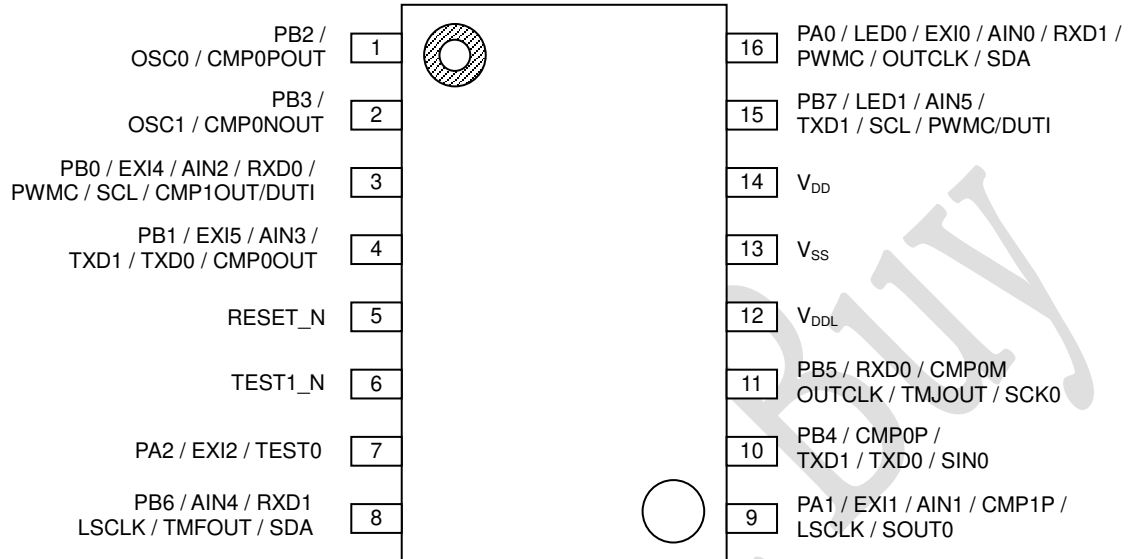 PB2 /
OSC0 / CMP0POUT
1
PB3 /
OSC1 / CMP0NOUT
2
PB0 / EXI4 / AIN2 / RXD0 /
PWMC / SCL / CMP1OUT/DUTI
3
PB1 / EXI5 / AIN3 /
TXD1 / TXD0 / CMP0OUT
4
RESET_N
5
TEST1_N
6
PA2 / EXI2 / TEST0
7
PB6 / AIN4 / RXD1
LSCLK / TMFOUT / SDA
8
16
PA0 / LED0 / EXI0 / AIN0 / RXD1 /
PWMC / OUTCLK / SDA
15
PB7 / LED1 / AIN5 /
TXD1 / SCL / PWMC/DUTI
14
VDD
13
VSS
12
VDDL
11
PB5 / RXD0 / CMP0M
OUTCLK / TMJOUT / SCK0
10
PB4 / CMP0P /
TXD1 / TXD0 / SIN0
9
PA1 / EXI1 / AIN1 / CMP1P /
LSCLK / SOUT0
Buy